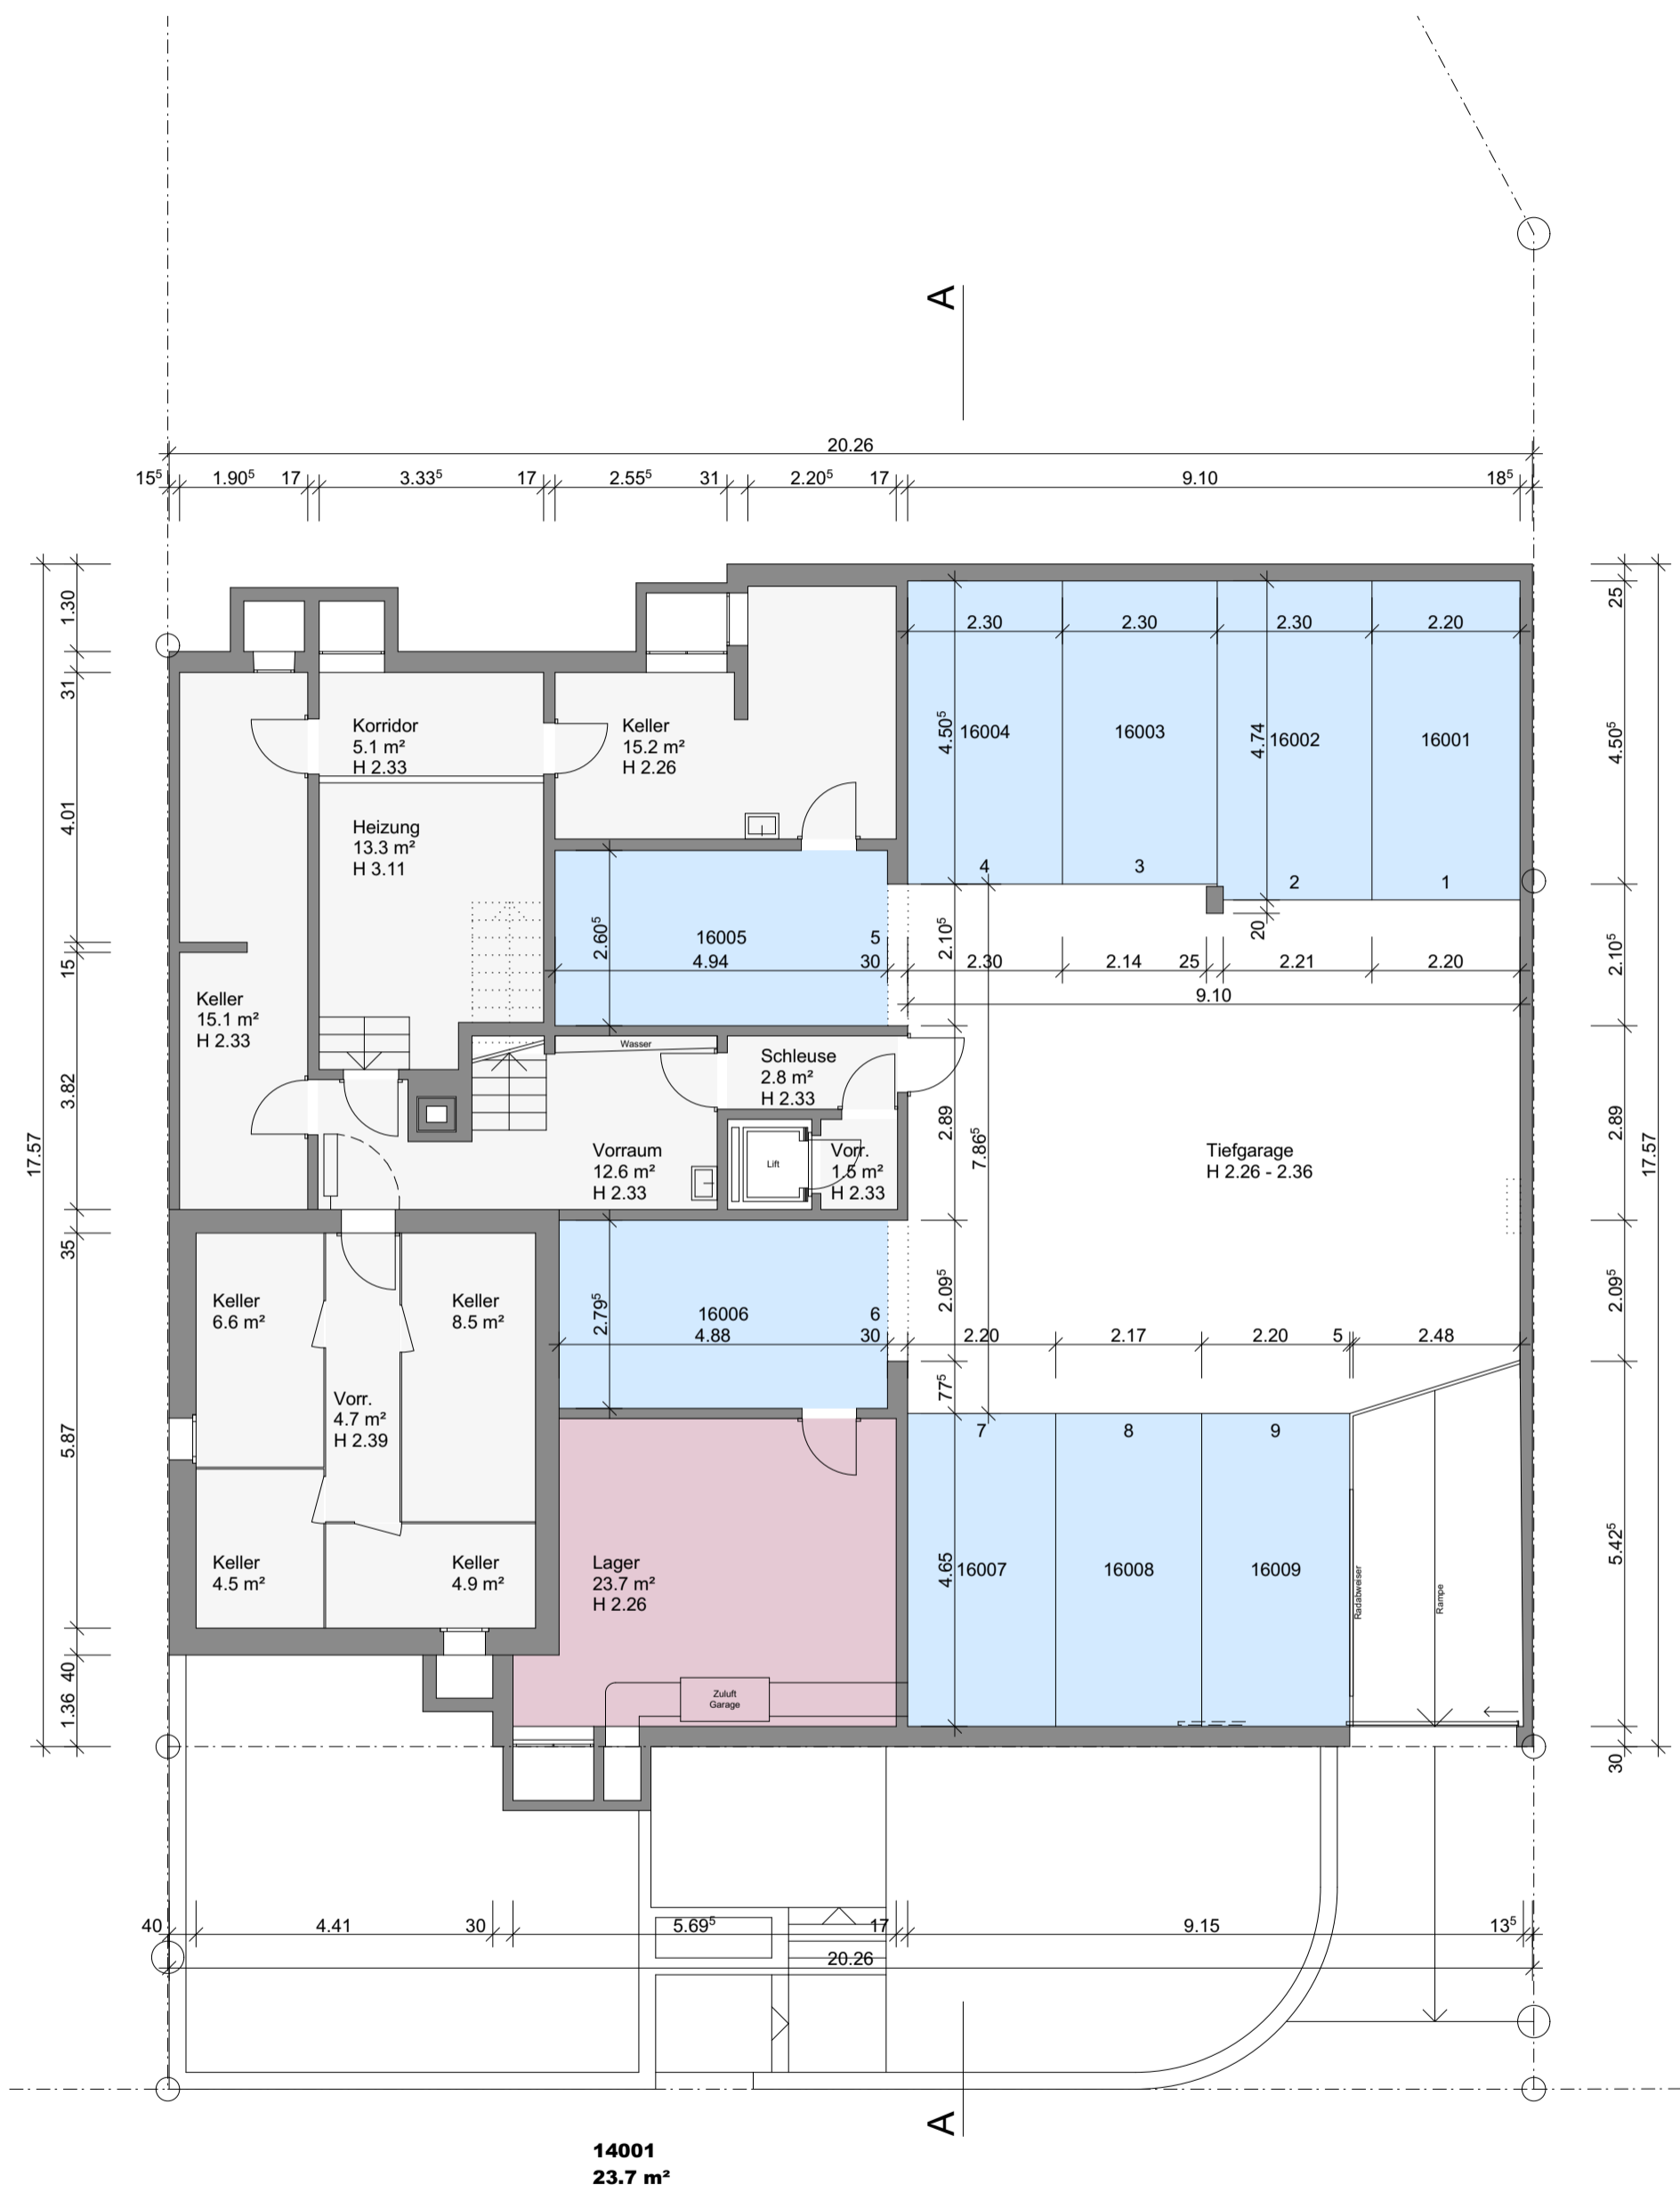 A
20.26
15⁵ 1.90⁵ 17 3.33⁵ 17 2.55⁵ 31 2.20⁵ 17 9.10 18⁵
1.30
31
4.01
15
3.82
35
5.87
40
1.36
17.57
25
4.50⁵
2.10⁵
2.89
2.09⁵
5.42⁵
30
17.57
2.30 2.30 2.30 2.20
Korridor
5.1 m²
H 2.33
Keller
15.2 m²
H 2.26
4.50⁵
16004
16003
4.74
16002
16001
Heizung
13.3 m²
H 3.11
4 3 2 1
20
2.60⁵
16005 5
4.94 30
2.10⁵
2.30 2.14 25 2.21 2.20
9.10
Keller
15.1 m²
H 2.33
Wasser
Schleuse
2.8 m²
H 2.33
2.89
7.86⁵
Vorraum
12.6 m²
H 2.33
Lift
Vorr.
1.5 m²
H 2.33
Tiefgarage
H 2.26 - 2.36
Keller
6.6 m²
Keller
8.5 m²
2.79⁵
16006 6
4.88 30
2.09⁵
2.20 2.17 2.20 5 2.48
77⁵
Vorr.
4.7 m²
H 2.39
7 8 9
Keller
4.5 m²
Keller
4.9 m²
Lager
23.7 m²
H 2.26
4.65
16007
16008
16009
Radabweiser
Rampe
Zuluft
Garage
40 4.41 30 5.69⁵ 17 9.15 13�5
20.26
A
14001
23.7 m²